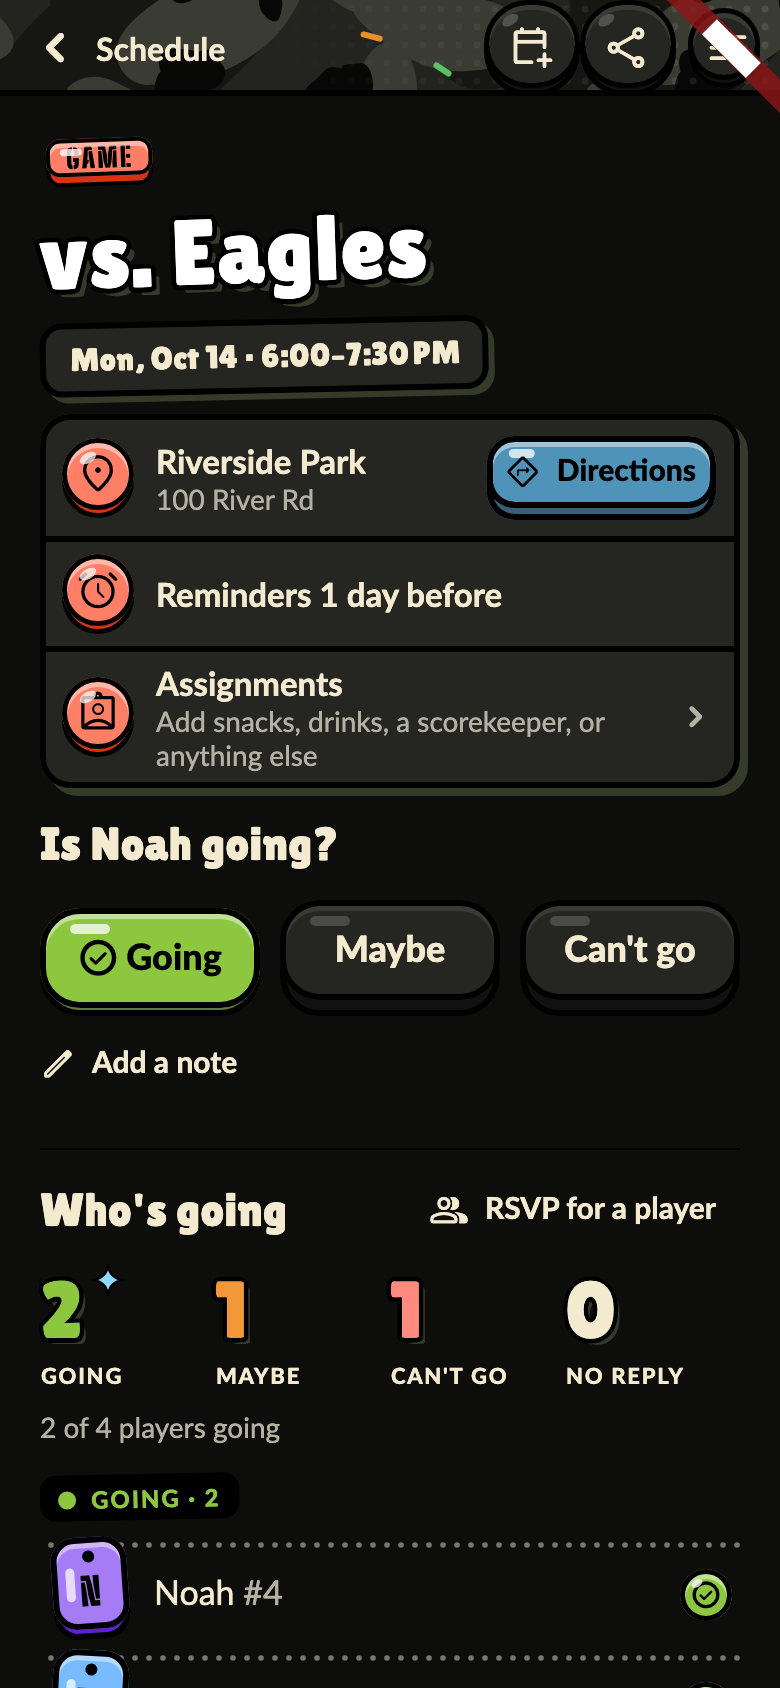 Schedule
GAME
vs. Eagles
Mon, Oct 14 · 6:00–7:30 PM
Riverside Park
100 River Rd
Directions
Reminders 1 day before
Assignments
Add snacks, drinks, a scorekeeper, or
anything else
Is Noah going?
Going
Maybe
Can't go
Add a note
Who's going
RSVP for a player
2 1 1 0
GOING MAYBE CAN'T GO NO REPLY
2 of 4 players going
GOING · 2
N
Noah #4